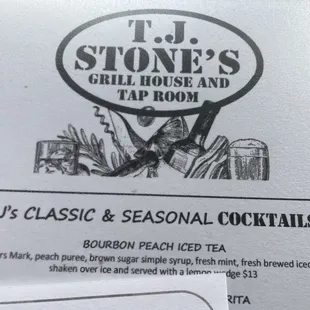 T.J.
STONE'S
GRILL HOUSE AND
TAP ROOM
J's CLASSIC & SEASONAL COCKTAILS
BOURBON PEACH ICED TEA
rs Mark, peach puree, brown sugar simple syrup, fresh mint, fresh brewed iced
shaken over ice and served with a lemon wedge $13
RITA